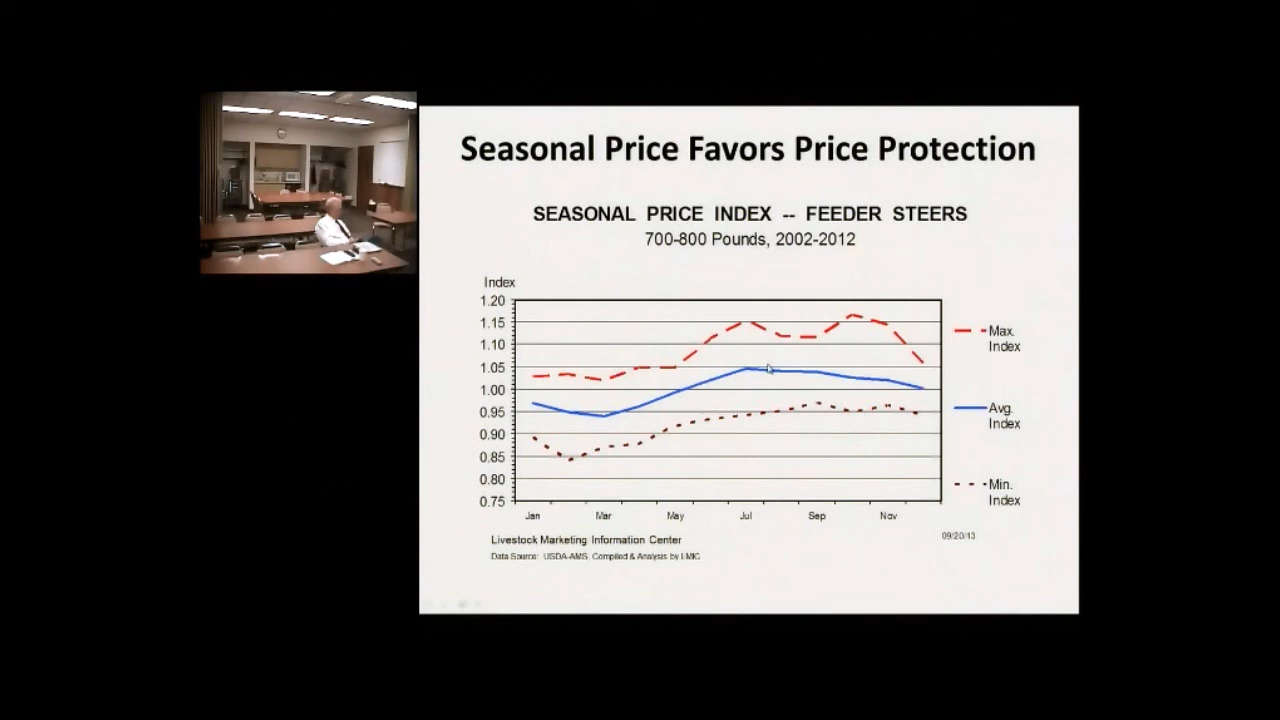 Seasonal Price Favors Price Protection
SEASONAL PRICE INDEX -- FEEDER STEERS
700-800 Pounds, 2002-2012
Index
1.20
1.15
1.10
1.05
1.00
0.95
0.90
0.85
0.80
0.75
Jan Mar May Jul Sep Nov
Max.
Index
Avg.
Index
Min.
Index
Livestock Marketing Information Center
Data Source: USDA-AMS, Compiled & Analysis by LMIC
09/20/13